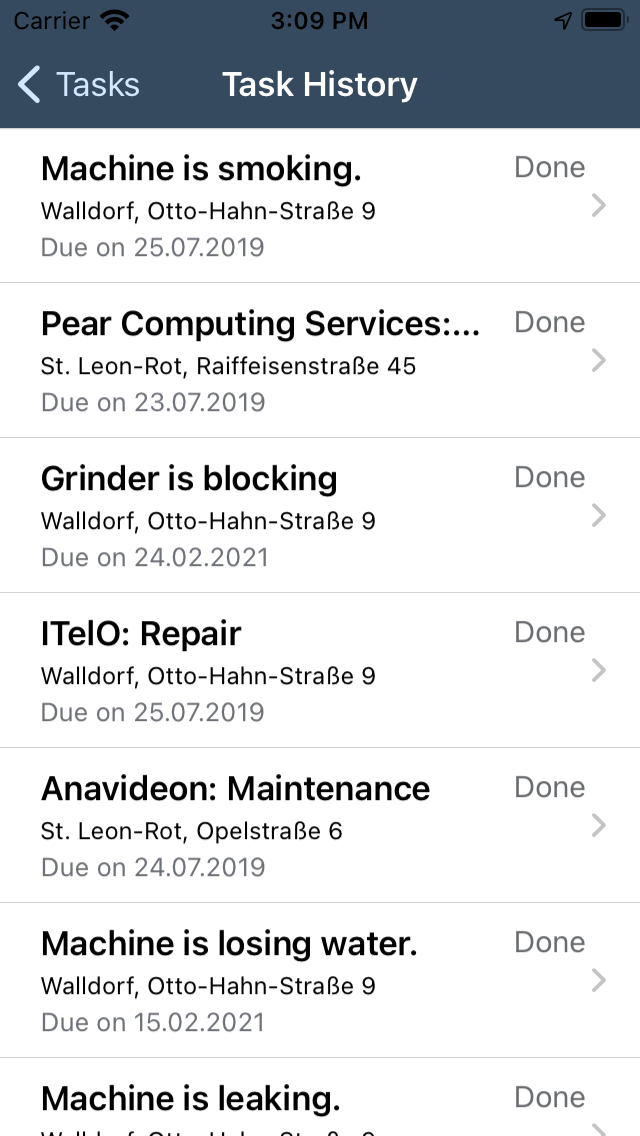 Carrier 3:09 PM
Tasks Task History
Machine is smoking. Done
Walldorf, Otto-Hahn-Straße 9
Due on 25.07.2019
Pear Computing Services:... Done
St. Leon-Rot, Raiffeisenstraße 45
Due on 23.07.2019
Grinder is blocking Done
Walldorf, Otto-Hahn-Straße 9
Due on 24.02.2021
ITelO: Repair Done
Walldorf, Otto-Hahn-Straße 9
Due on 25.07.2019
Anavideon: Maintenance Done
St. Leon-Rot, Opelstraße 6
Due on 24.07.2019
Machine is losing water. Done
Walldorf, Otto-Hahn-Straße 9
Due on 15.02.2021
Machine is leaking. Done